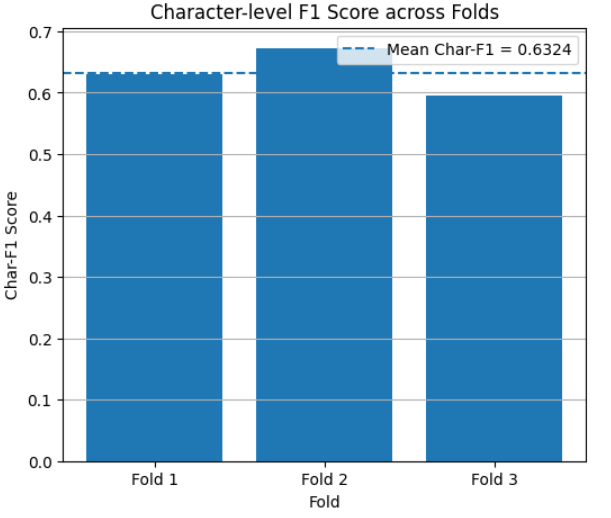 Character-level F1 Score across Folds
Mean Char-F1 = 0.6324
0.7
0.6
0.5
0.4
0.3
0.2
0.1
0.0
Char-F1 Score
Fold 1
Fold 2
Fold 3
Fold